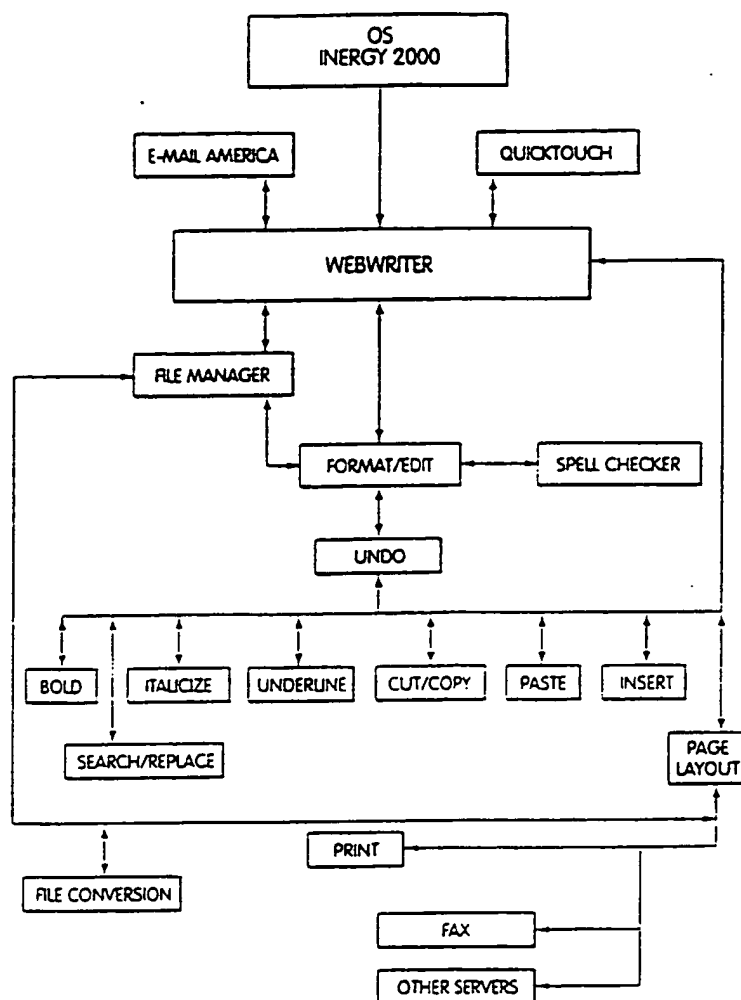 OS
INERGY 2000
E-MAIL AMERICA
QUICKTOUCH
WEBWRITER
FILE MANAGER
FORMAT/EDIT
SPELL CHECKER
UNDO
BOLD
ITALICIZE
UNDERLINE
CUT/COPY
PASTE
INSERT
SEARCH/REPLACE
PAGE
LAYOUT
PRINT
FILE CONVERSION
FAX
OTHER SERVERS